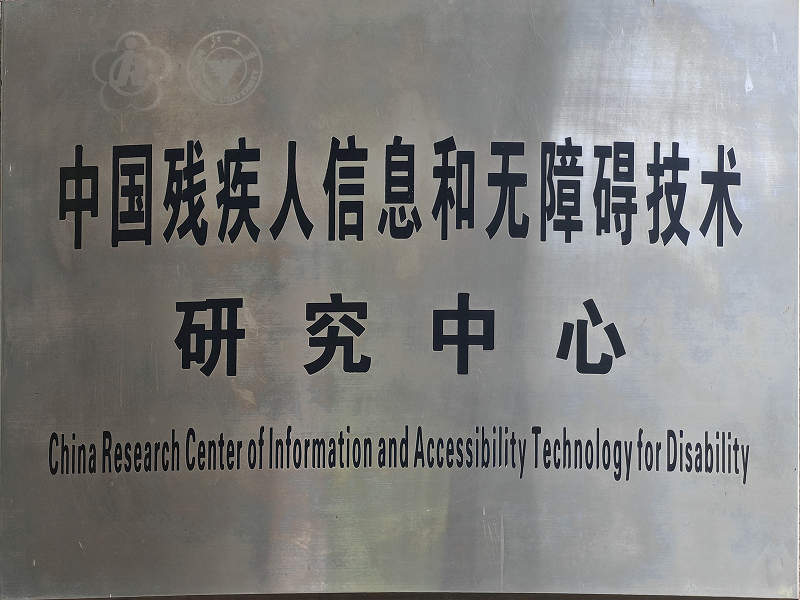 中国残疾人信息和无障碍技术
研究中心
China Research Center of Information and Accessibility Technology for Disability